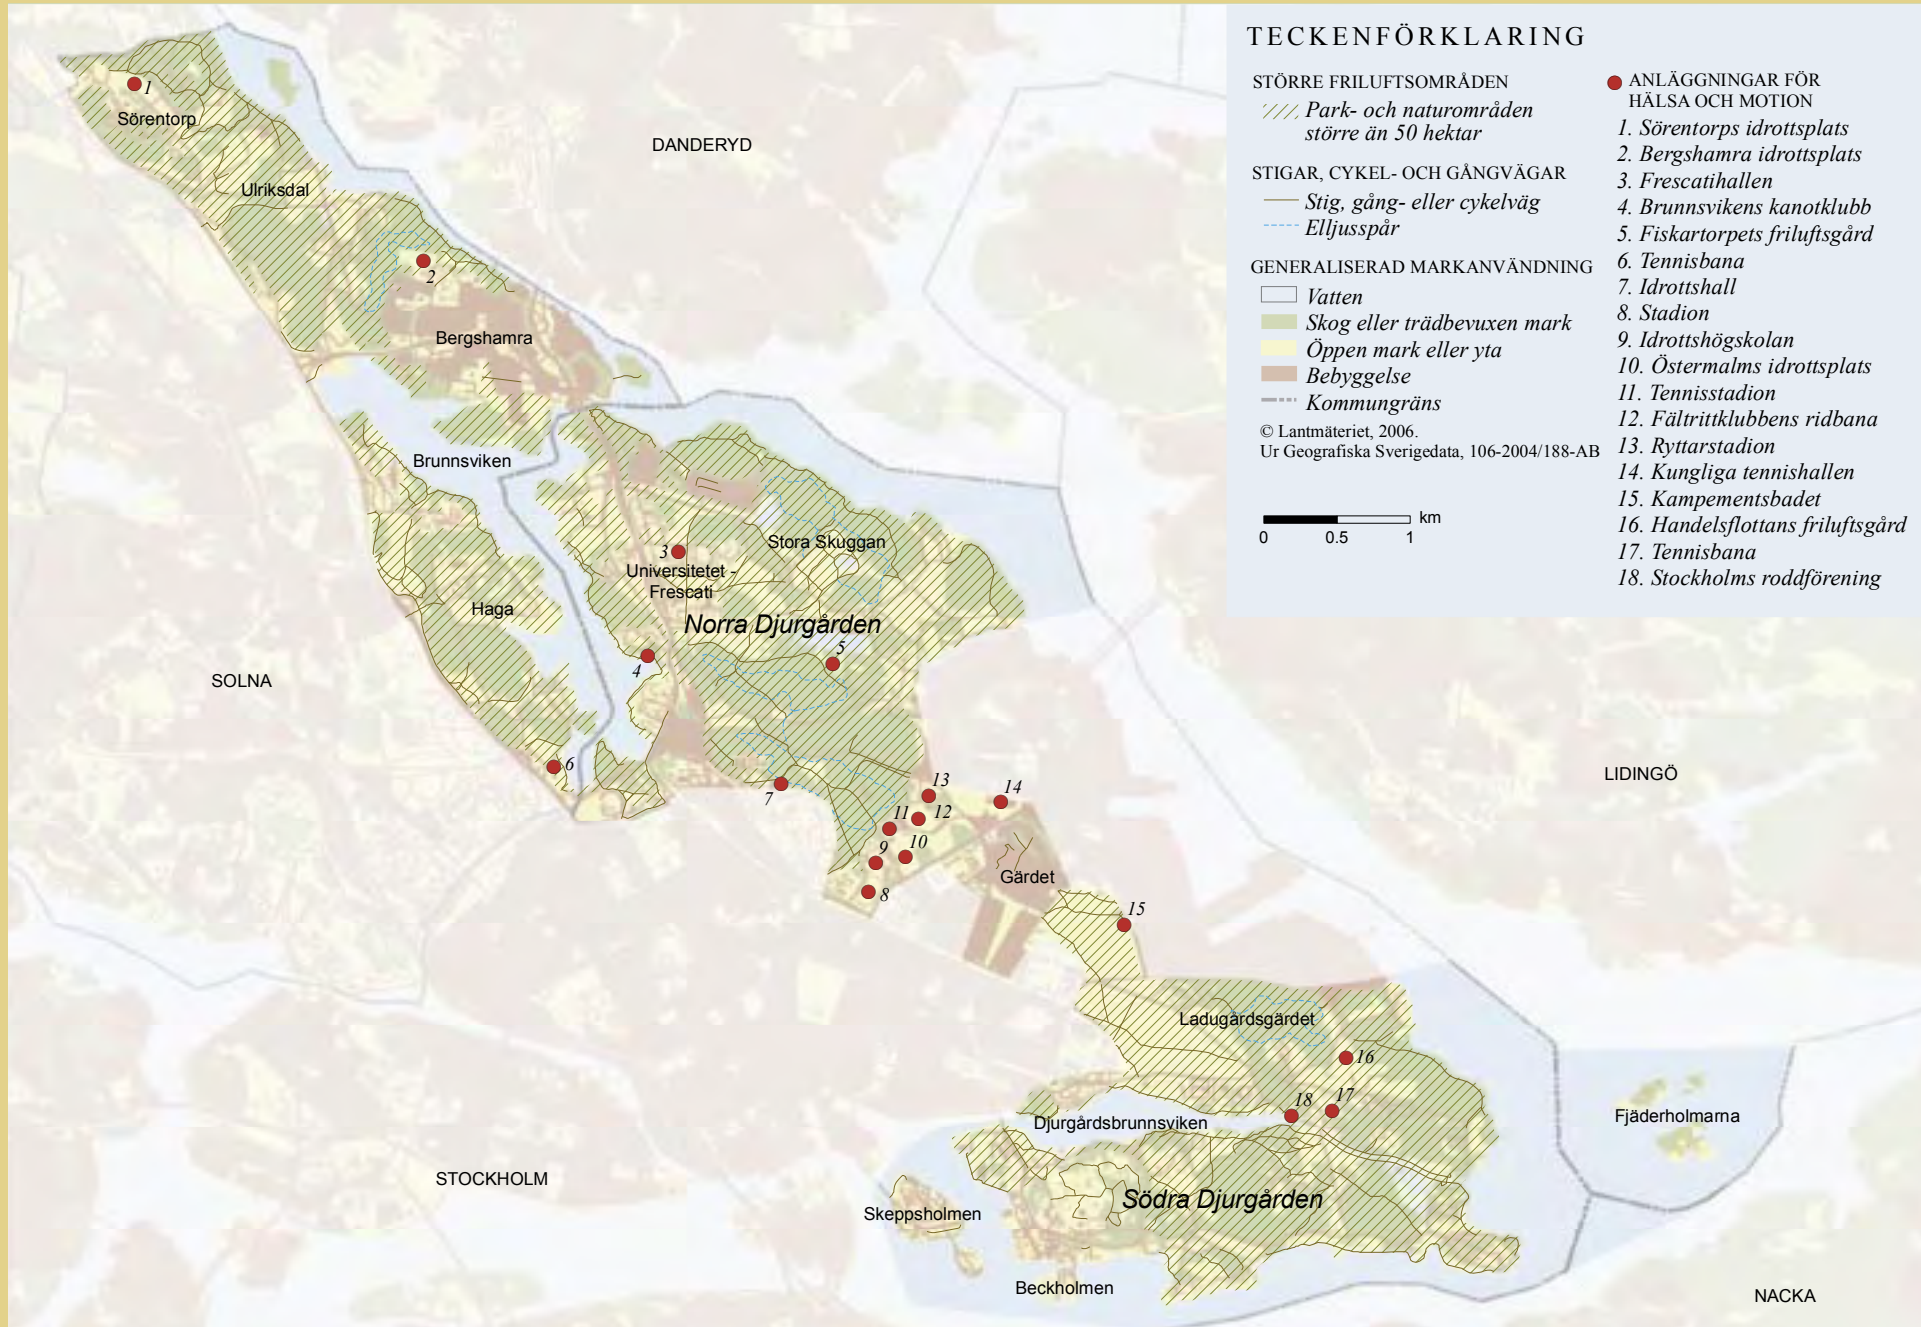 TECKENFÖRKLARING
STÖRRE FRILUFTSOMRÅDEN
Park- och naturområden
större än 50 hektar
STIGAR, CYKEL- OCH GÅNGVÄGAR
Stig, gång- eller cykelväg
Elljusspår
GENERALISERAD MARKANVÄNDNING
Vatten
Skog eller trädbevuxen mark
Öppen mark eller yta
Bebyggelse
Kommungräns
© Lantmäteriet, 2006.
Ur Geografiska Sverigedata, 106-2004/188-AB
km
0 0.5 1
ANLÄGGNINGAR FÖR
HÄLSA OCH MOTION
1. Sörentorps idrottsplats
2. Bergshamra idrottsplats
3. Frescatihallen
4. Brunnsvikens kanotklubb
5. Fiskartorpets friluftsgård
6. Tennisbana
7. Idrottshall
8. Stadion
9. Idrottshögskolan
10. Östermalms idrottsplats
11. Tennisstadion
12. Fältrittklubbens ridbana
13. Ryttarstadion
14. Kungliga tennishallen
15. Kampementsbadet
16. Handelsflottans friluftsgård
17. Tennisbana
18. Stockholms roddförening
1
Sörentorp
DANDERYD
Ulriksdal
2
Bergshamra
Brunnsviken
Stora Skuggan
3
Universitetet -
Frescati
Haga
Norra Djurgården
5
4
SOLNA
6
LIDINGÖ
7
13
14
11
12
10
9
8
Gärdet
15
Ladugårdsgärdet
16
17
18
Djurgårdsbrunnsviken
Fjäderholmarna
STOCKHOLM
Södra Djurgården
Skeppsholmen
Beckholmen
NACKA